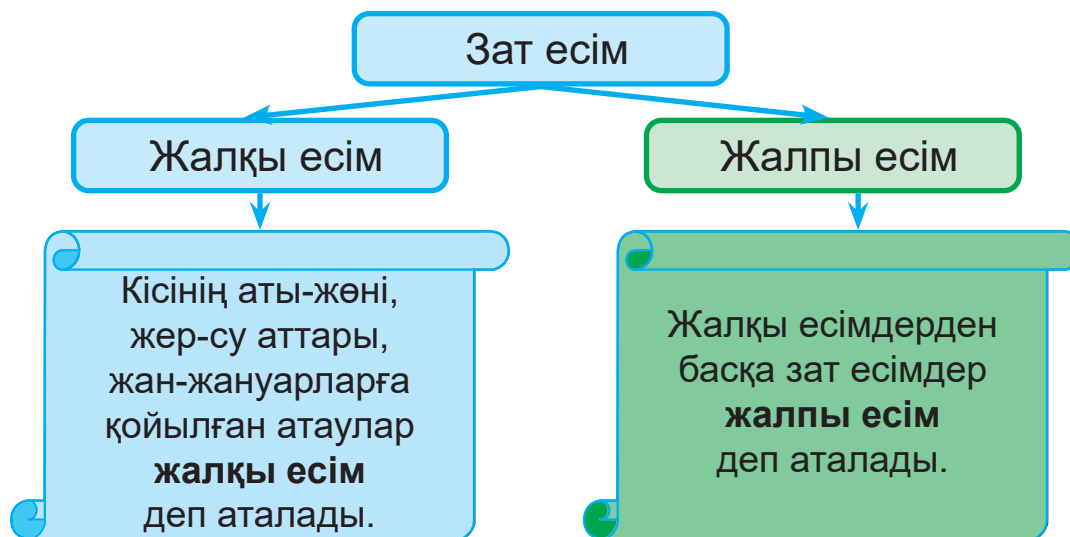 Зат есім
Жалқы есім
Жалпы есім
Кісінің аты-жөні,
жер-су аттары,
жан-жануарларға
қойылған атаулар
жалқы есім
деп аталады.
Жалқы есімдерден
басқа зат есімдер
жалпы есім
деп аталады.